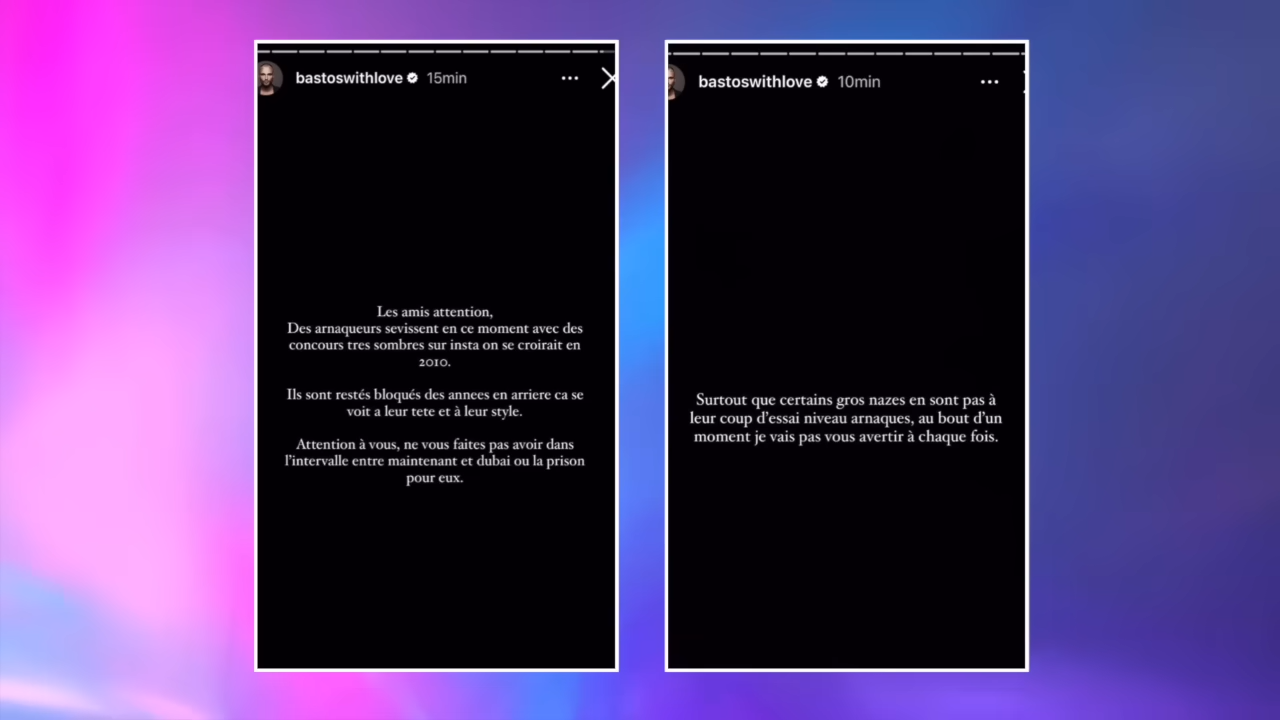 bastoswithlove 15min
Les amis attention,
Des arnaqueurs sevissent en ce moment avec des
concours tres sombres sur insta on se croirait en
2010.
Ils sont restés bloqués des annees en arriere ca se
voit a leur tete et à leur style.
Attention à vous, ne vous faites pas avoir dans
l'intervalle entre maintenant et dubai ou la prison
pour eux.
bastoswithlove 10min
Surtout que certains gros nazes en sont pas à
leur coup d'essai niveau arnaques, au bout d'un
moment je vais pas vous avertir à chaque fois.